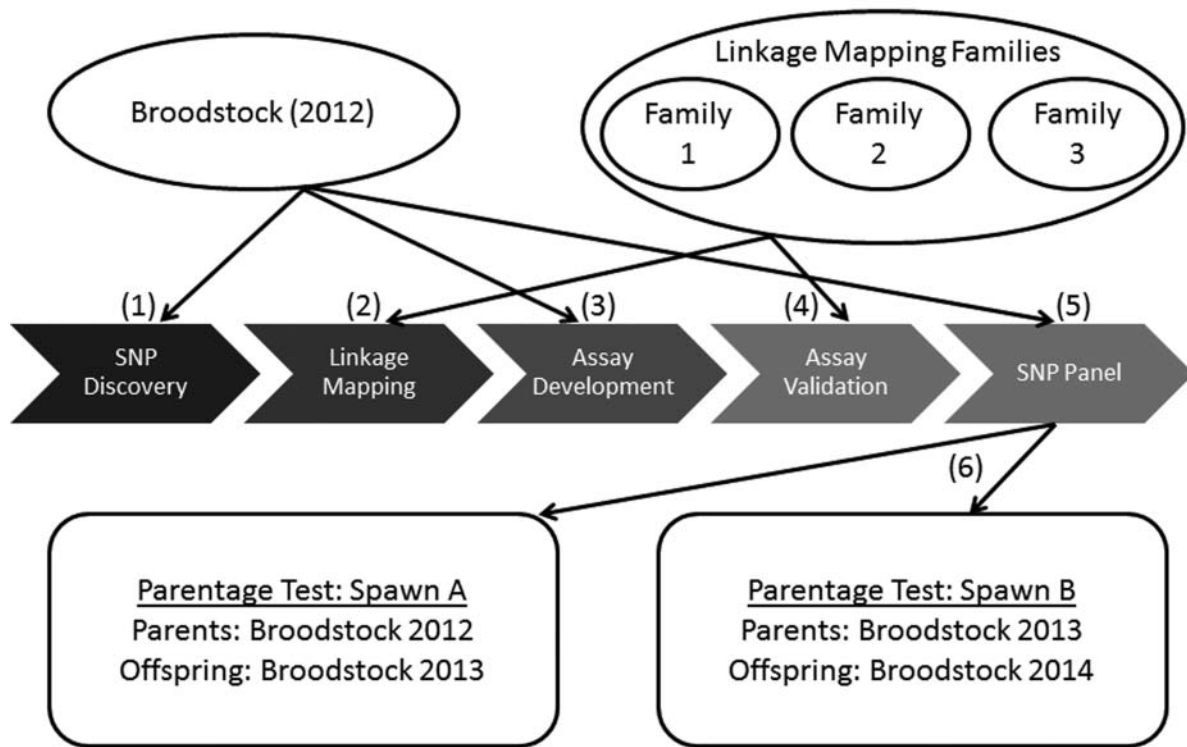 Broodstock (2012)
Linkage Mapping Families
Family
1
Family
2
Family
3
(1)
(2)
(3)
(4)
(5)
SNP
Discovery
Linkage
Mapping
Assay
Development
Assay
Validation
SNP Panel
(6)
Parentage Test: Spawn A
Parents: Broodstock 2012
Offspring: Broodstock 2013
Parentage Test: Spawn B
Parents: Broodstock 2013
Offspring: Broodstock 2014